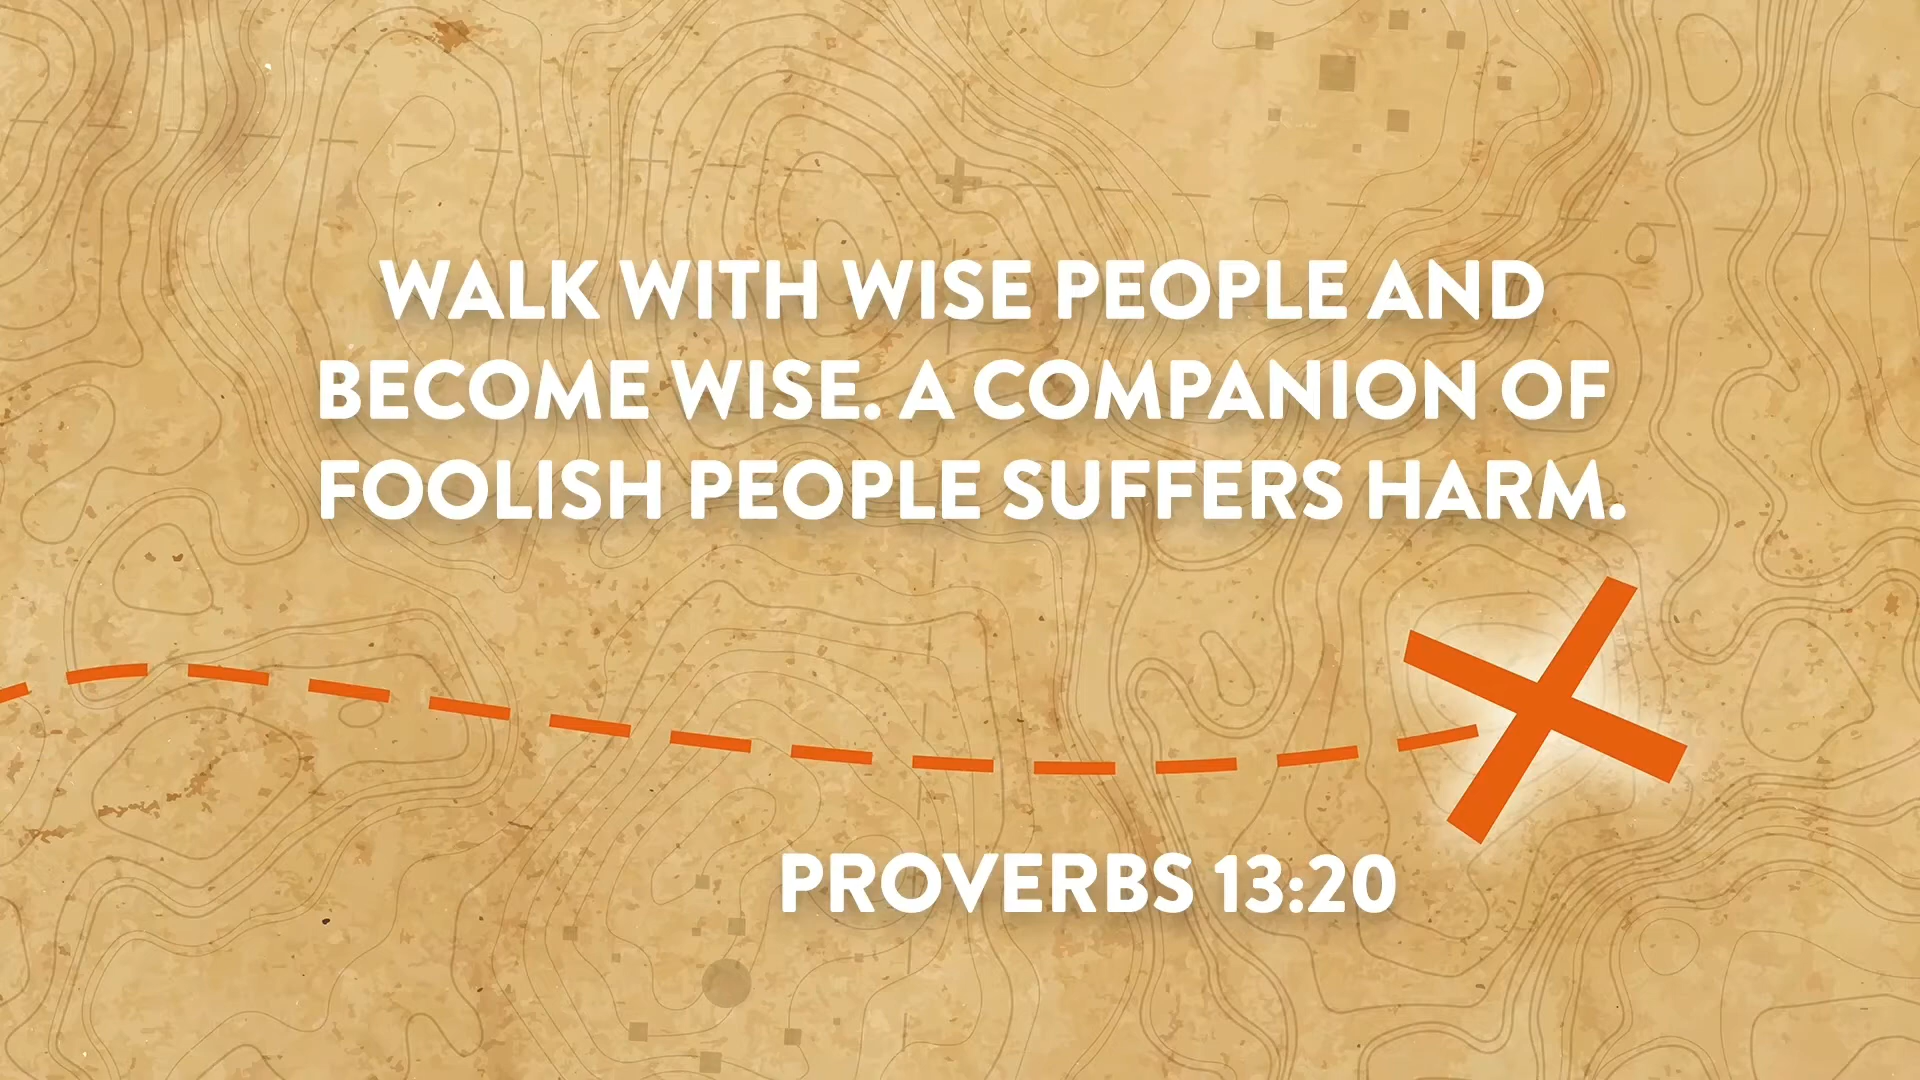 WALK WITH WISE PEOPLE AND
BECOME WISE. A COMPANION OF
FOOLISH PEOPLE SUFFERS HARM.
PROVERBS 13:20